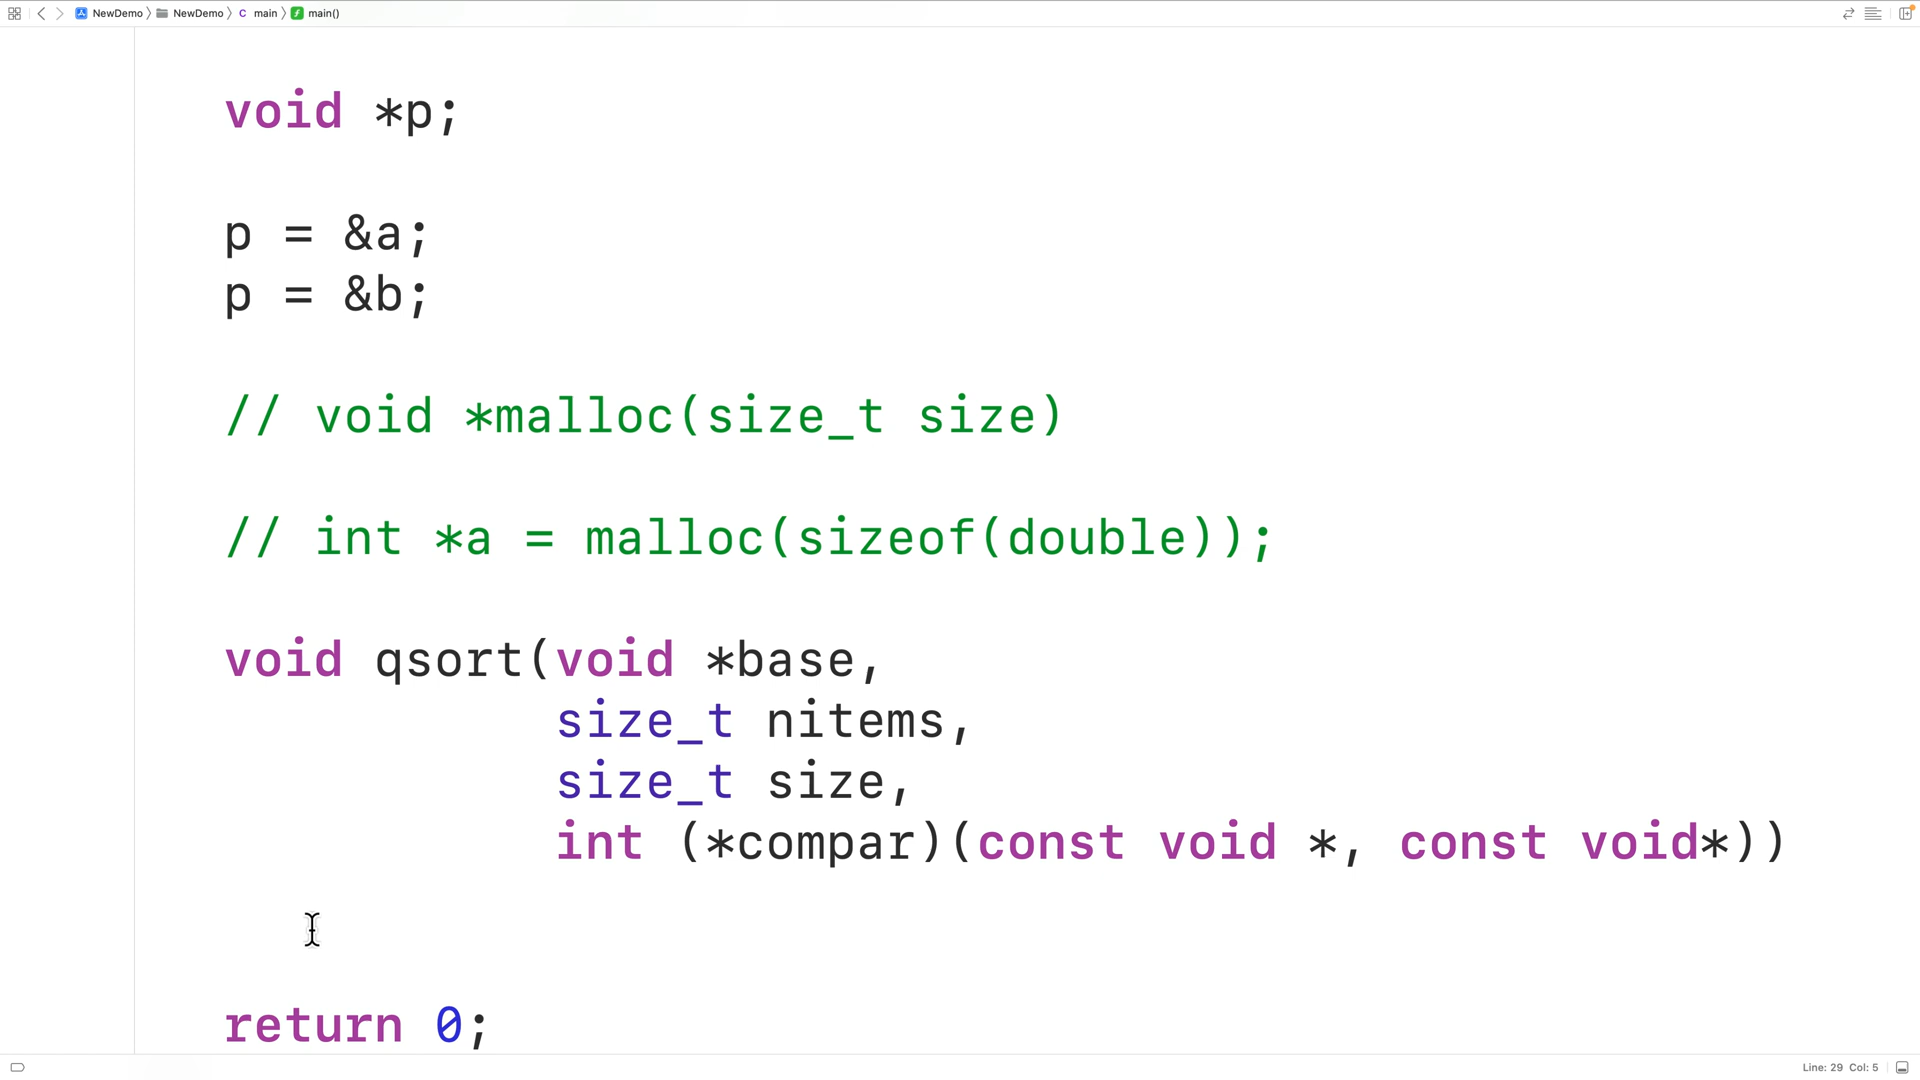 NewDemo NewDemo C main f main()
void *p;
p = &a;
p = &b;
// void *malloc(size_t size)
// int *a = malloc(sizeof(double));
void qsort(void *base,
size_t nitems,
size_t size,
int (*compar)(const void *, const void*))
return 0;
Line: 29 Col: 5